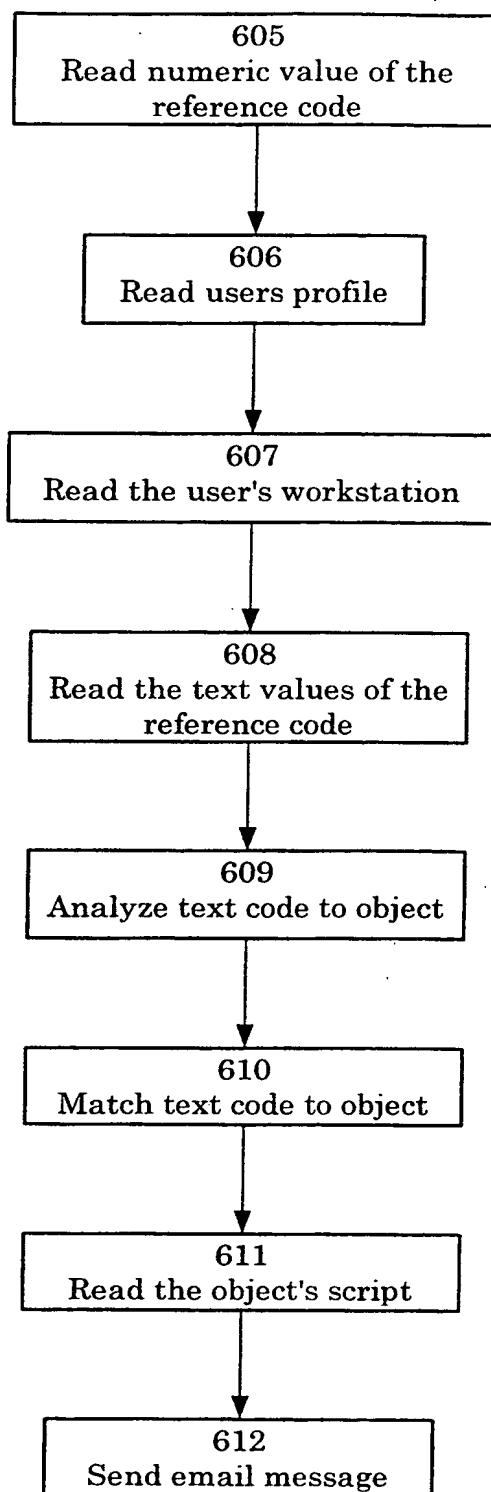 605
Read numeric value of the
reference code
606
Read users profile
607
Read the user's workstation
608
Read the text values of the
reference code
609
Analyze text code to object
610
Match text code to object
611
Read the object's script
612
Send email message